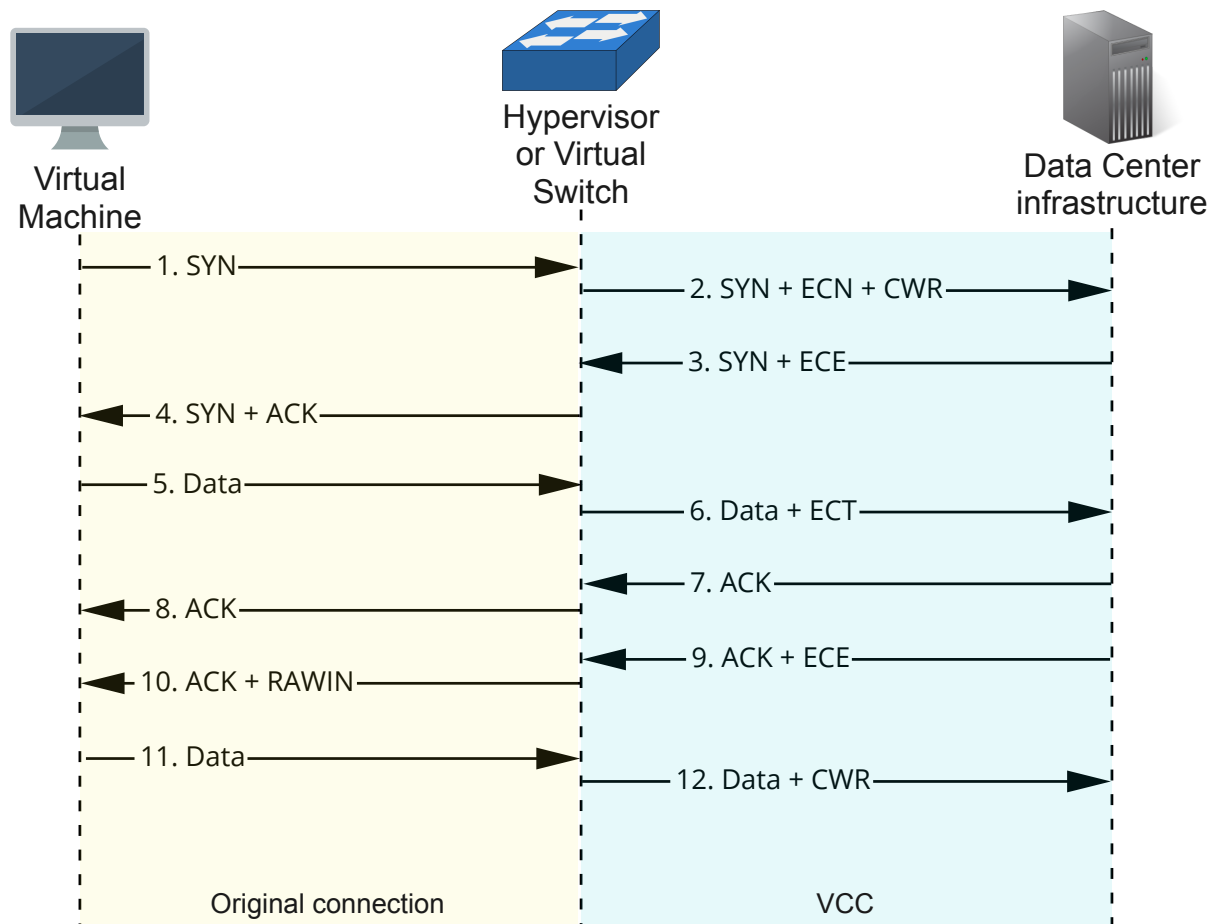 Virtual
Machine
Hypervisor
or Virtual
Switch
Data Center
infrastructure
1. SYN
2. SYN + ECN + CWR
3. SYN + ECE
4. SYN + ACK
5. Data
6. Data + ECT
7. ACK
8. ACK
9. ACK + ECE
10. ACK + RAWIN
11. Data
12. Data + CWR
Original connection
VCC